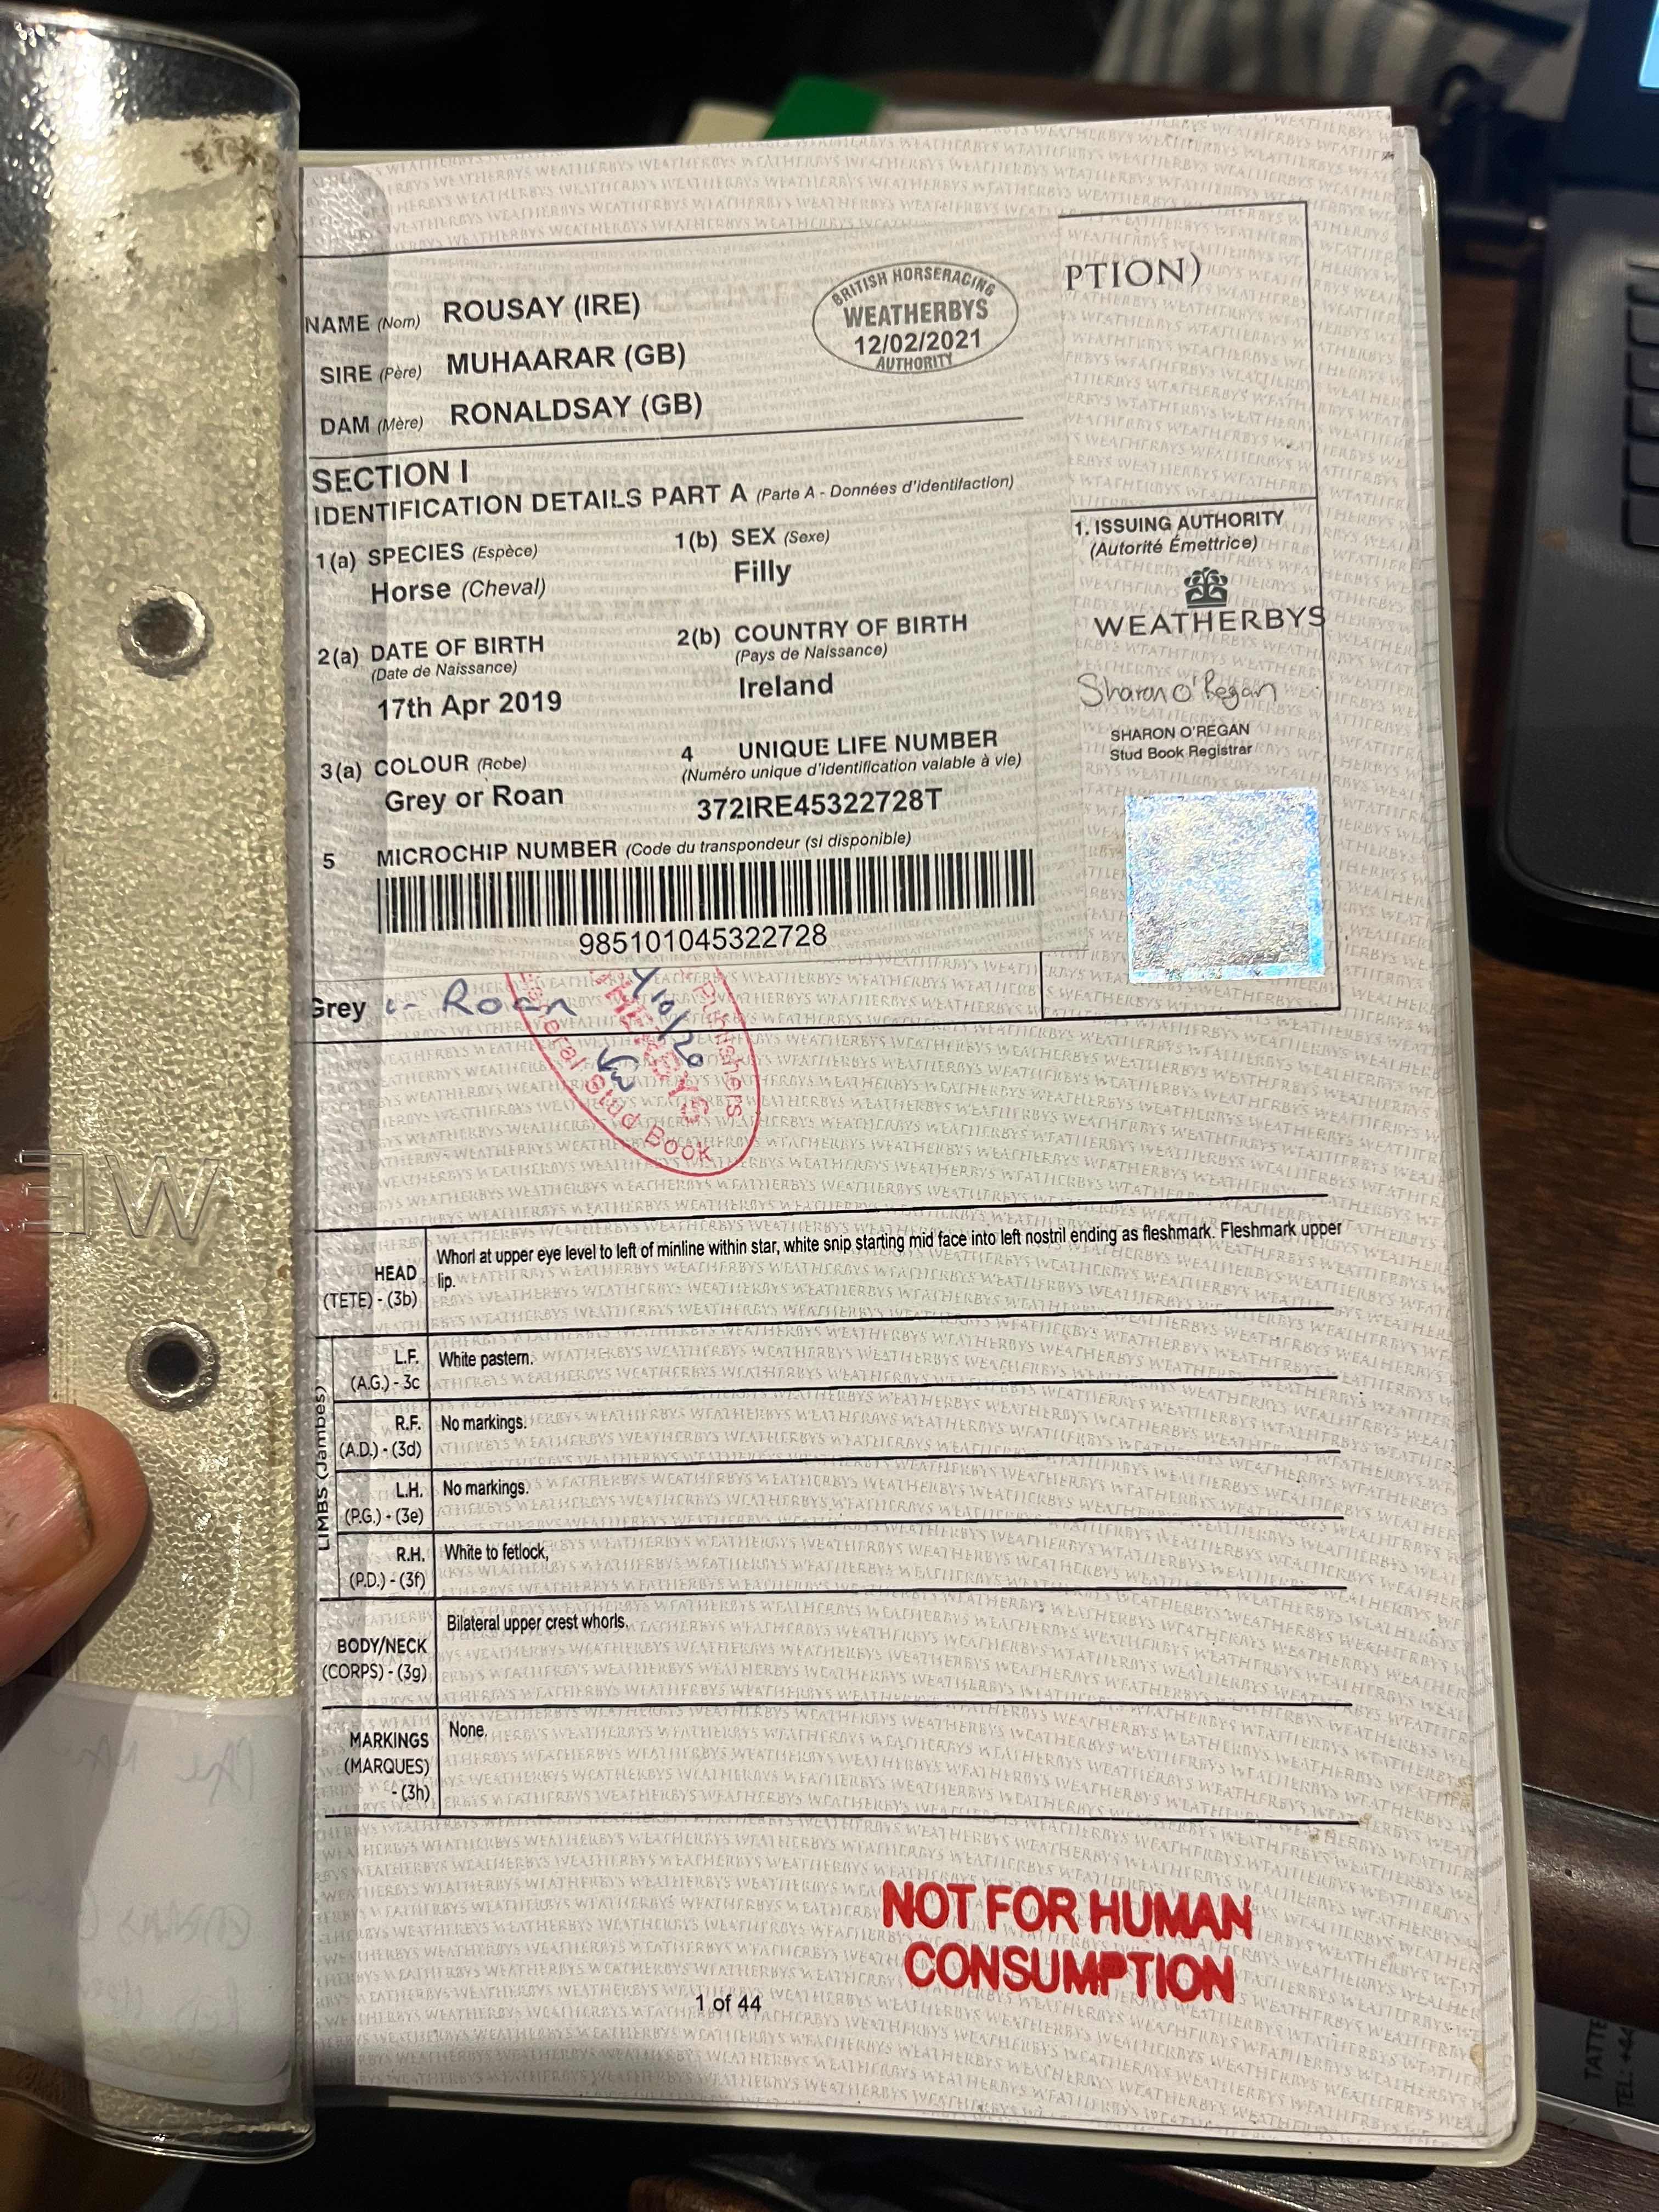 NAME (Nom) ROUSAY (IRE)
SIRE (Père) MUHAARAR (GB)
DAM (Mère) RONALDSAY (GB)
BRITISH HORSERACING
WEATHERBYS
12/02/2021
AUTHORITY
PTION)
SECTION I
IDENTIFICATION DETAILS PART A (Parte A - Données d'identifaction)
1(a) SPECIES (Espèce)
Horse (Cheval)
1(b) SEX (Sexe)
Filly
2(a) DATE OF BIRTH
(Date de Naissance)
17th Apr 2019
2(b) COUNTRY OF BIRTH
(Pays de Naissance)
Ireland
3(a) COLOUR (Robe)
Grey or Roan
4 UNIQUE LIFE NUMBER
(Numéro unique d'identification valable à vie)
372IRE45322728T
5 MICROCHIP NUMBER (Code du transpondeur (si disponible)
985101045322728
1. ISSUING AUTHORITY
(Autorité Émettrice)
WEATHERBYS
Sharon O'Regan
SHARON O'REGAN
Stud Book Registrar
Grey or Roan
Stud Book
HEAD
(TETE) - (3b)
Whorl at upper eye level to left of minline within star, white snip starting mid face into left nostril ending as fleshmark. Fleshmark upper
lip.
LIMBS (Jambes)
L.F.
(A.G.) - 3c
White pastern.
R.F.
(A.D.) - (3d)
No markings.
L.H.
(P.G.) - (3e)
No markings.
R.H.
(P.D.) - (3f)
White to fetlock,
BODY/NECK
(CORPS) - (3g)
Bilateral upper crest whorls.
MARKINGS
(MARQUES)
- (3h)
None.
NOT FOR HUMAN
CONSUMPTION
1 of 44